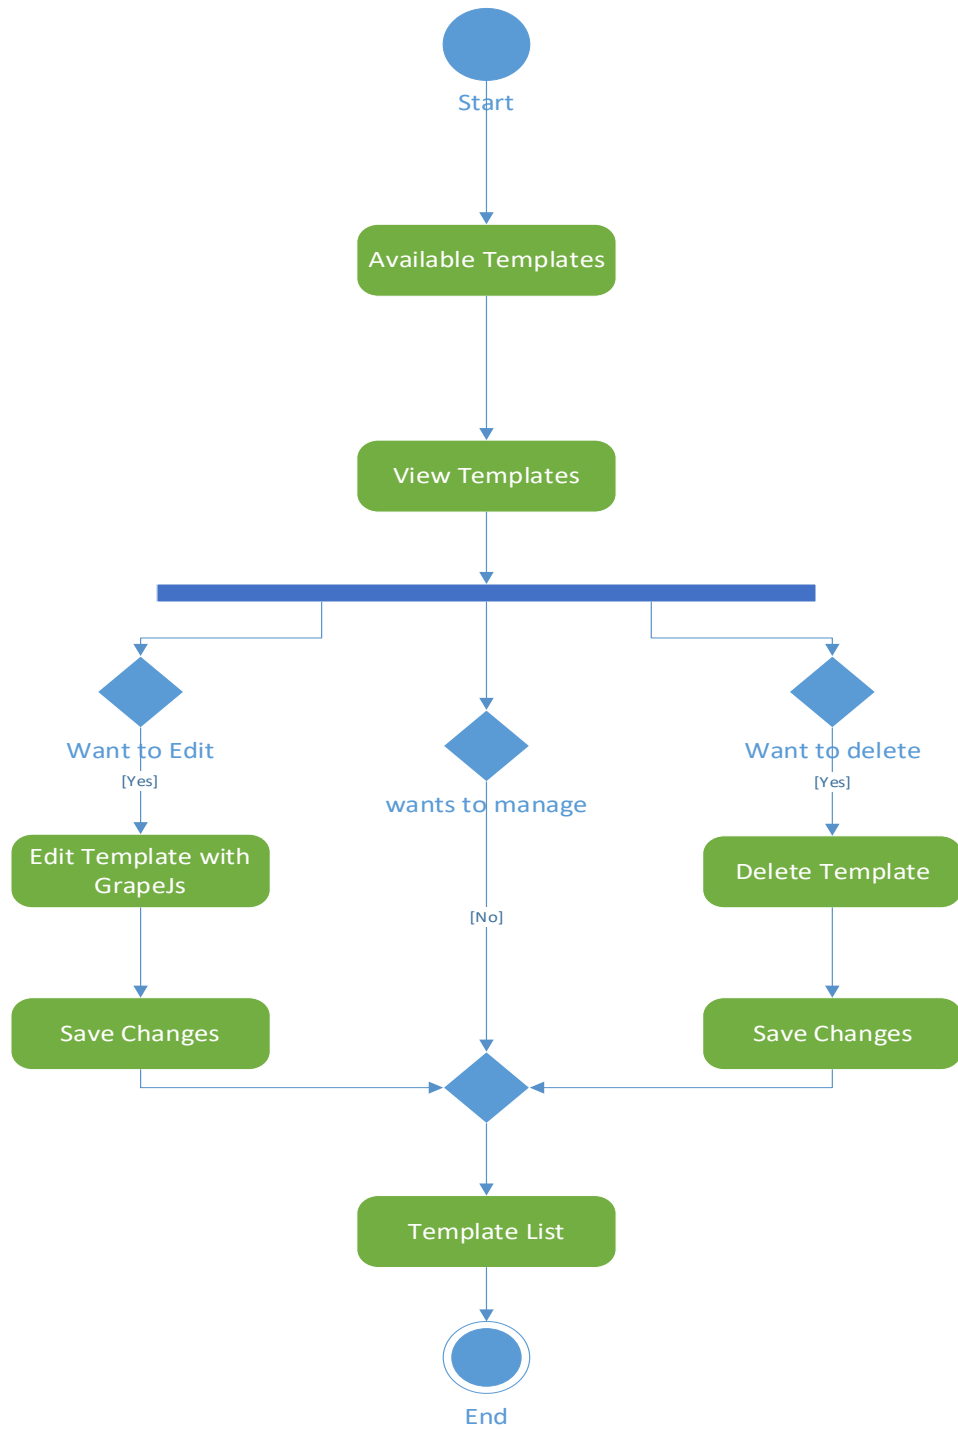 Start
Available Templates
View Templates
Want to Edit
[Yes]
wants to manage
Want to delete
[Yes]
Edit Template with
GrapeJs
Delete Template
[No]
Save Changes
Save Changes
Template List
End